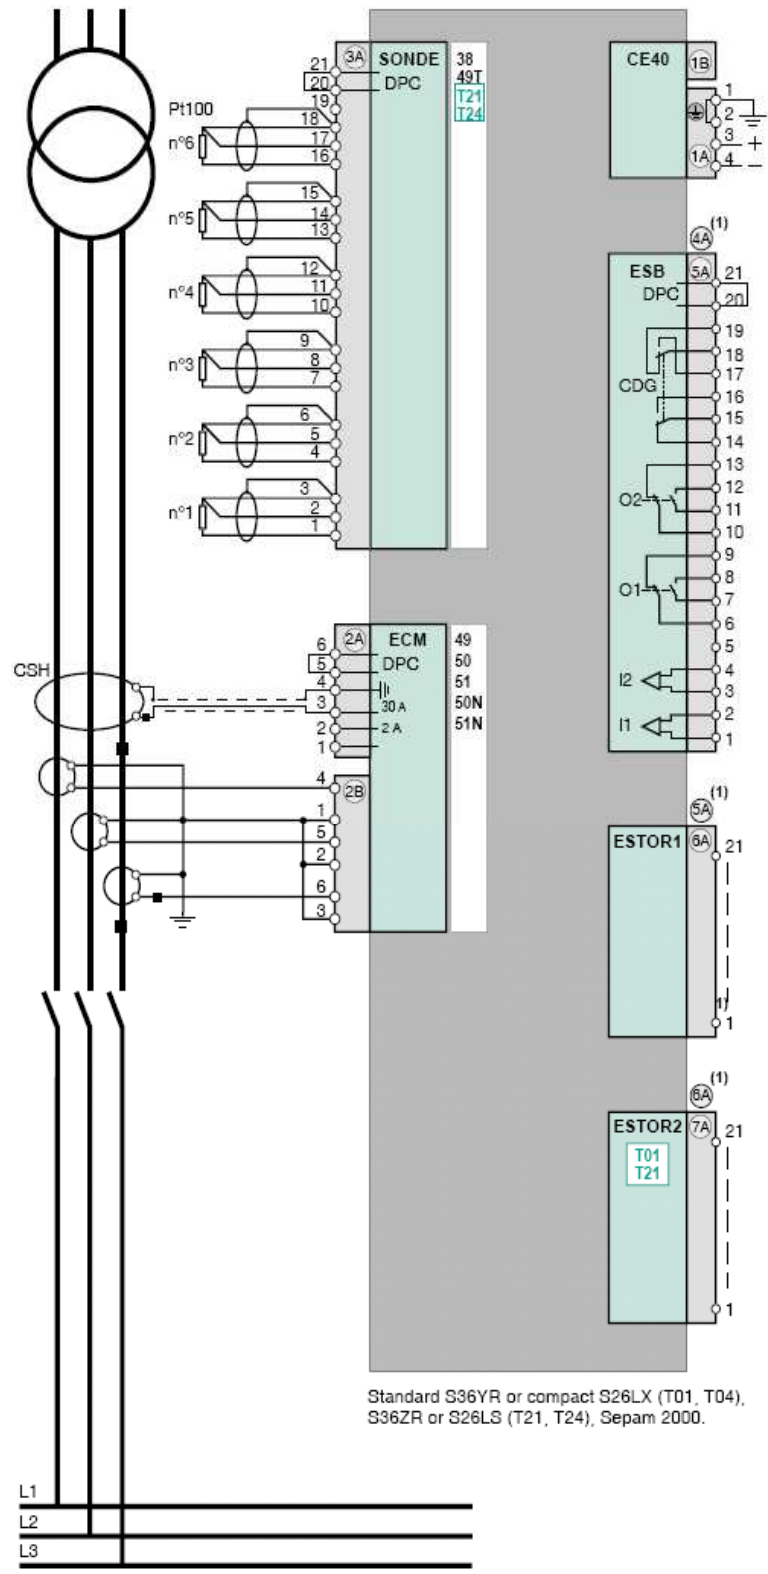 3A
SONDE
DPC
38
49T
T21
T24
21
20
19
18
17
16
Pt100
n°6
15
14
13
n°5
12
11
10
n°4
9
8
7
n°3
6
5
4
n°2
3
2
1
n°1
CE40
1B
1A
1
2
3 +
4 −
4A (1)
ESB
5A
DPC
21
20
19
18
17
CDG
16
15
14
13
12
O2
11
10
9
8
O1
7
6
5
4
I2
3
2
I1
1
CSH
2A
ECM
DPC
30 A
2 A
49
50
51
50N
51N
6
5
4
3
2
1
2B
4
1
5
2
6
3
5A (1)
ESTOR1
6A
21
1)
1
6A (1)
ESTOR2
7A
21
T01
T21
1
Standard S36YR or compact S26LX (T01, T04),
S36ZR or S26LS (T21, T24), Sepam 2000.
L1
L2
L3